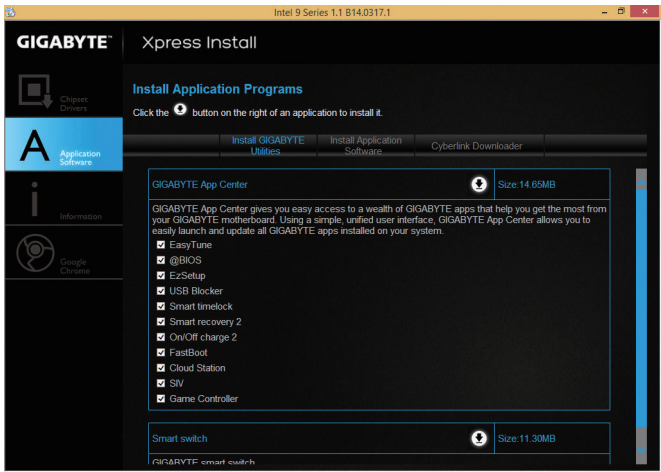 Intel 9 Series 1.1 B14.0317.1
GIGABYTE™
Xpress Install
Chipset
Drivers
Application
Software
Information
Google
Chrome
Install Application Programs
Click the button on the right of an application to install it.
Install GIGABYTE
Utilities
Install Application
Software
Cyberlink Downloader
GIGABYTE App Center
Size:14.65MB
GIGABYTE App Center gives you easy access to a wealth of GIGABYTE apps that help you get the most from
your GIGABYTE motherboard. Using a simple, unified user interface, GIGABYTE App Center allows you to
easily launch and update all GIGABYTE apps installed on your system.
EasyTune
@BIOS
EzSetup
USB Blocker
Smart timelock
Smart recovery 2
On/Off charge 2
FastBoot
Cloud Station
SIV
Game Controller
Smart switch
Size:11.30MB
GIGABYTE smart switch